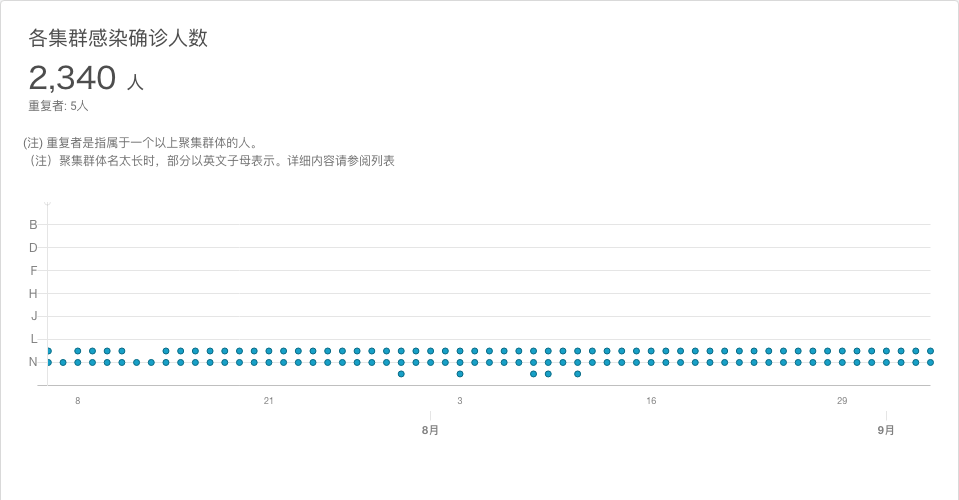 各集群感染确诊人数
2,340 人
重复者: 5人
(注) 重复者是指属于一个以上聚集群体的人。
（注）聚集群体名太长时，部分以英文子母表示。详细内容请参阅列表
B
D
F
H
J
L
N
8 21 3 16 29
8月 9月